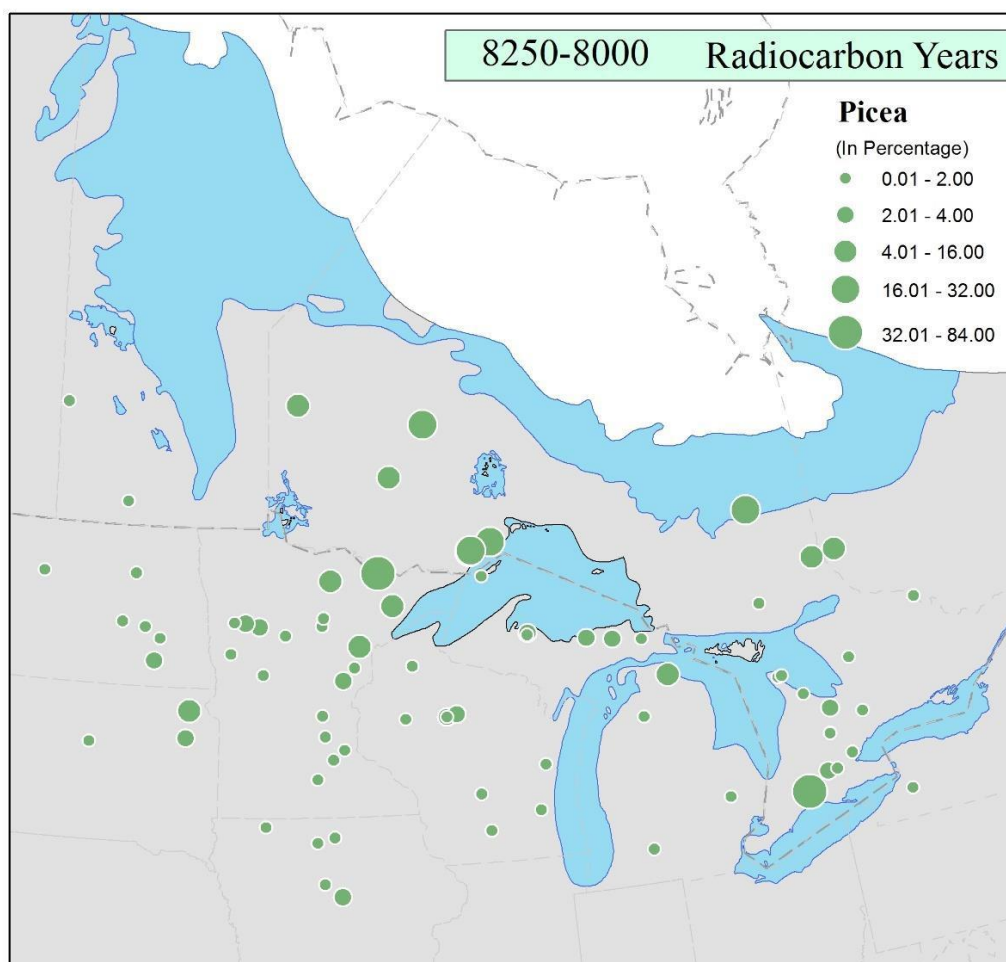 8250-8000 Radiocarbon Years
Picea
(In Percentage)
0.01 - 2.00
2.01 - 4.00
4.01 - 16.00
16.01 - 32.00
32.01 - 84.00